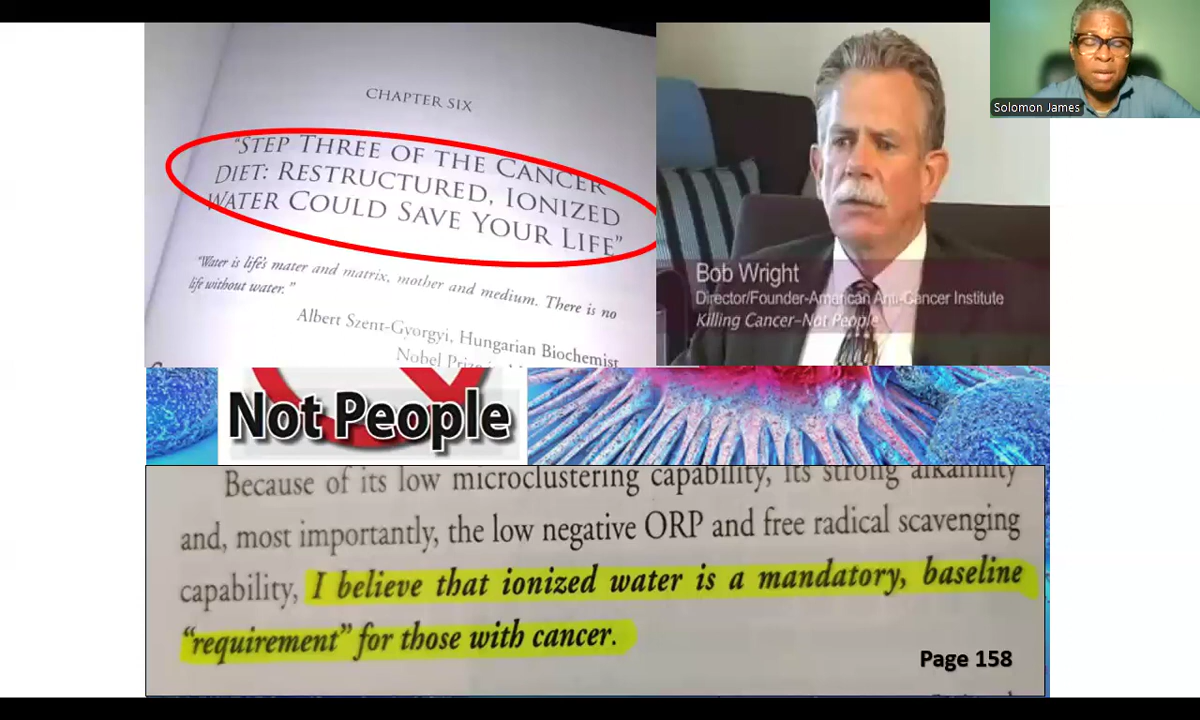 CHAPTER SIX
"STEP THREE OF THE CANCER
DIET: RESTRUCTURED, IONIZED
WATER COULD SAVE YOUR LIFE"
"Water is life's mater and matrix, mother and medium. There is no
life without water."
Albert Szent-Gyorgyi, Hungarian Biochemist
Nobel Prize
Bob Wright
Director/Founder-American Anti-Cancer Institute
Killing Cancer-Not People
Solomon James
Not People
Because of its low microclustering capability, its strong alkalinity
and, most importantly, the low negative ORP and free radical scavenging
capability, I believe that ionized water is a mandatory, baseline
"requirement" for those with cancer.
Page 158